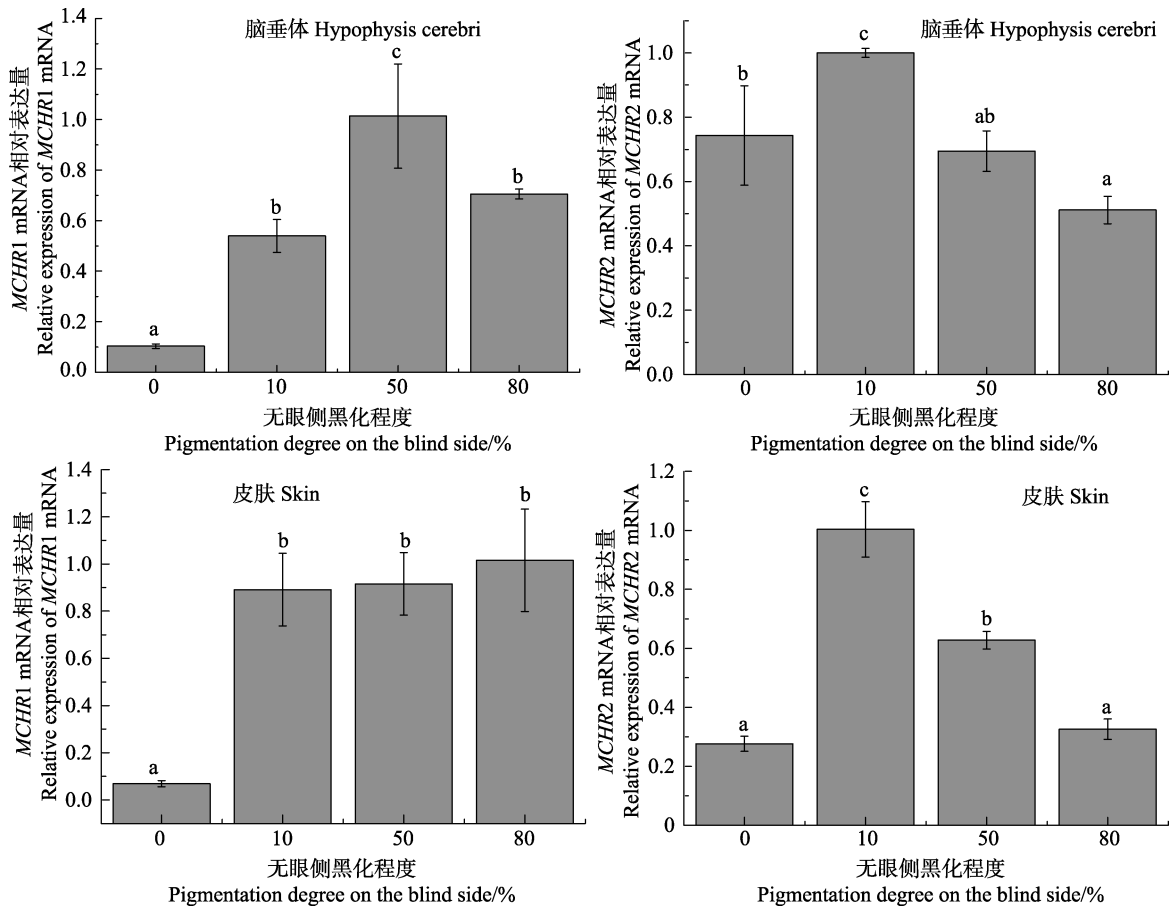 脑垂体 Hypophysis cerebri
MCHR1 mRNA相对表达量
Relative expression of MCHR1 mRNA
1.4
1.2
1.0
0.8
0.6
0.4
0.2
0.0
a
b
c
b
0
10
50
80
无眼侧黑化程度
Pigmentation degree on the blind side/%
脑垂体 Hypophysis cerebri
MCHR2 mRNA相对表达量
Relative expression of MCHR2 mRNA
1.0
0.8
0.6
0.4
0.2
0.0
b
c
ab
a
0
10
50
80
无眼侧黑化程度
Pigmentation degree on the blind side/%
皮肤 Skin
MCHR1 mRNA相对表达量
Relative expression of MCHR1 mRNA
1.4
1.2
1.0
0.8
0.6
0.4
0.2
0.0
a
b
b
b
0
10
50
80
无眼侧黑化程度
Pigmentation degree on the blind side/%
皮肤 Skin
MCHR2 mRNA相对表达量
Relative expression of MCHR2 mRNA
1.2
1.0
0.8
0.6
0.4
0.2
0
a
c
b
a
0
10
50
80
无眼侧黑化程度
Pigmentation degree on the blind side/%